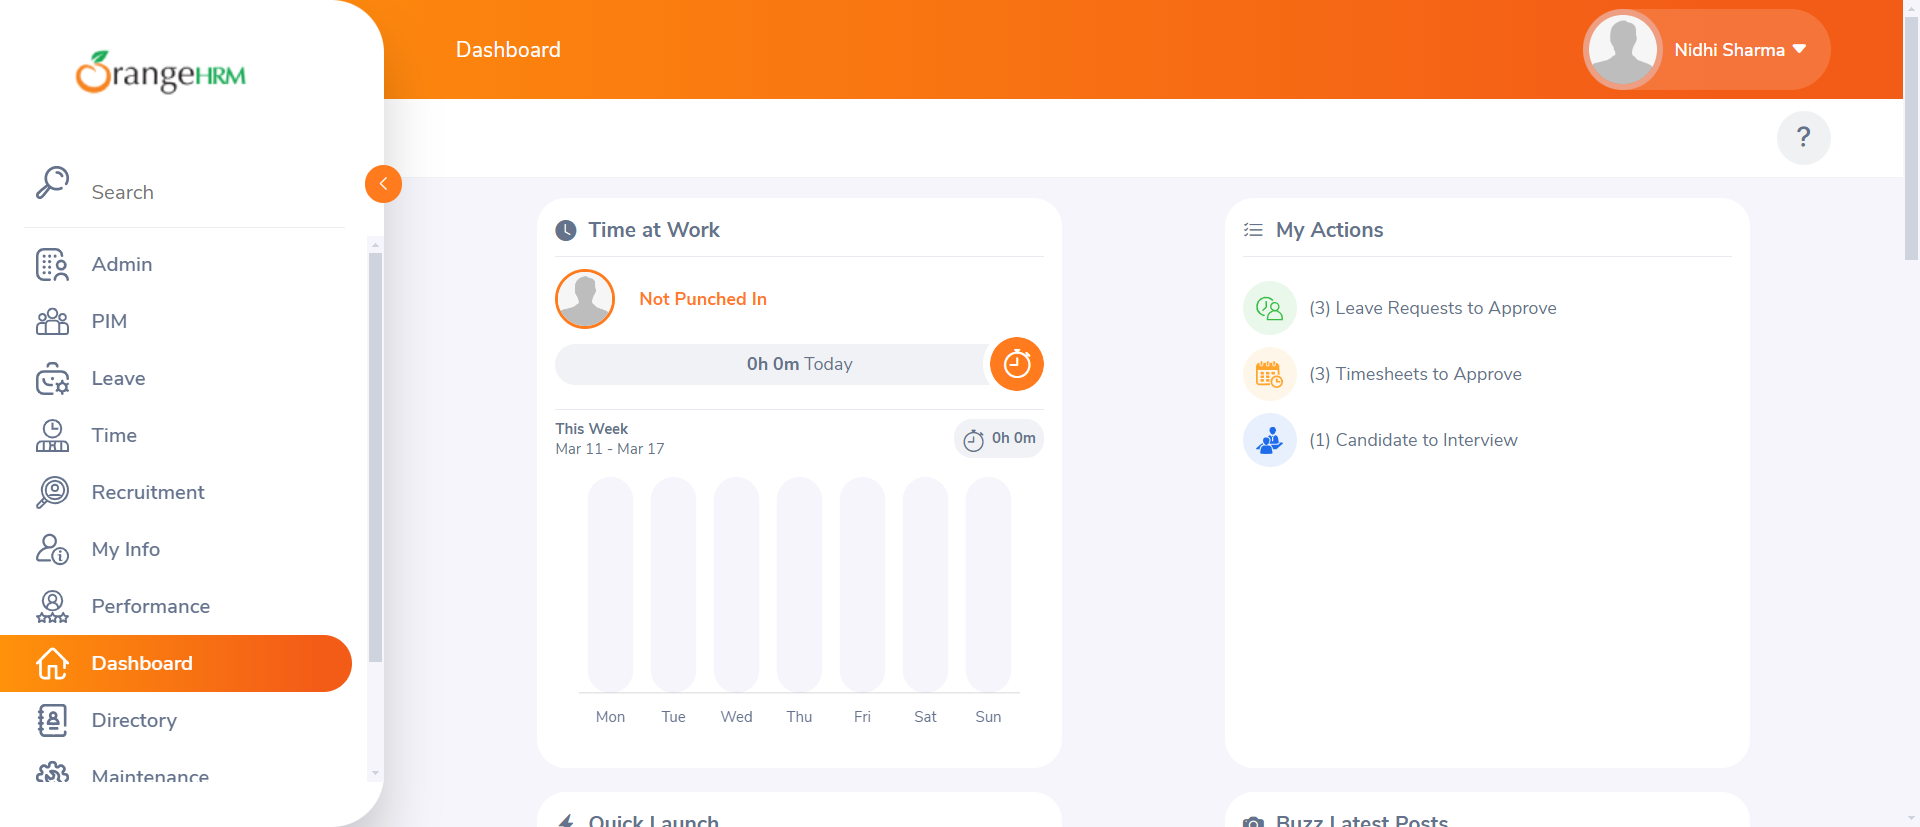 OrangeHRM
Search
Admin
PIM
Leave
Time
Recruitment
My Info
Performance
Dashboard
Directory
Maintenance
Dashboard
Nidhi Sharma
?
Time at Work
Not Punched In
0h 0m Today
This Week
Mar 11 - Mar 17
0h 0m
Mon Tue Wed Thu Fri Sat Sun
My Actions
(3) Leave Requests to Approve
(3) Timesheets to Approve
(1) Candidate to Interview
Quick Launch
Buzz Latest Posts